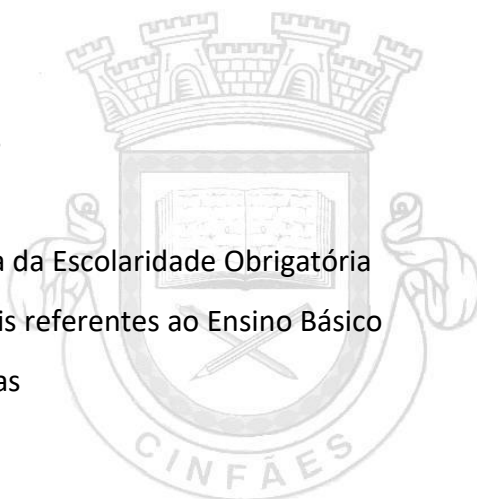 a da Escolaridade Obrigatória
is referentes ao Ensino Básico
as
CINFÃES